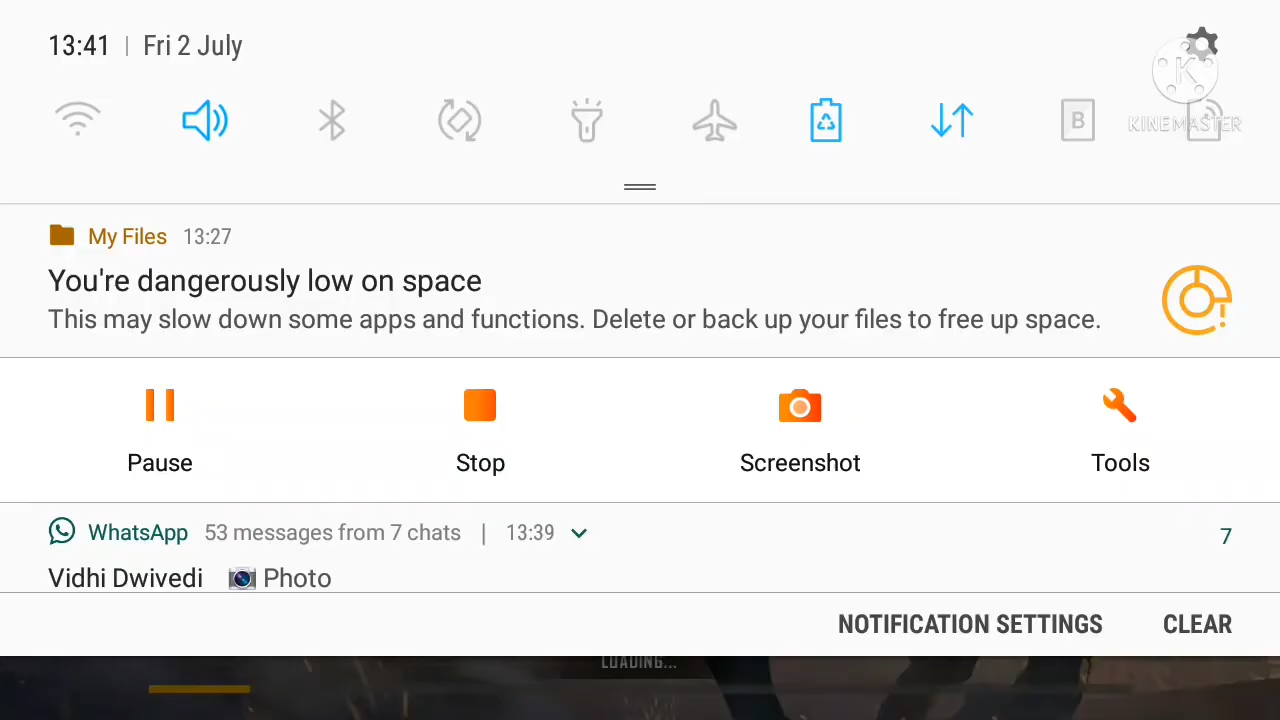 13:41 | Fri 2 July
K
KINEMASTER
B
My Files 13:27
You're dangerously low on space
This may slow down some apps and functions. Delete or back up your files to free up space.
Pause Stop Screenshot Tools
WhatsApp 53 messages from 7 chats | 13:39 7
Vidhi Dwivedi 📷 Photo
NOTIFICATION SETTINGS CLEAR
LOADING...